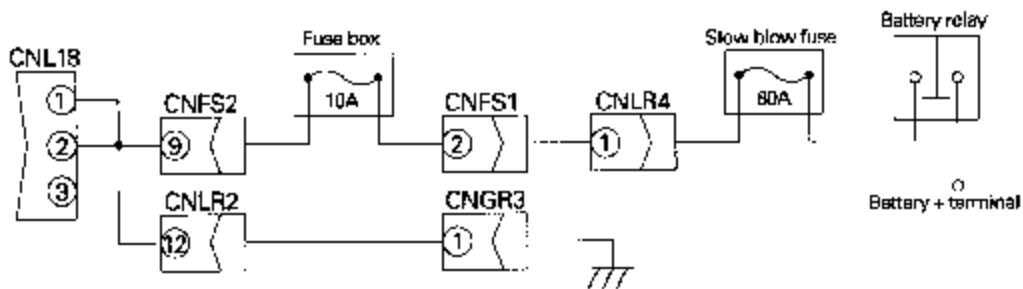 Battery relay
Fuse box
Slow blow fuse
CNL18
1
10A
60A
CNFS2
CNFS1
CNLR4
2
9
2
1
3
CNLR2
CNGR3
Battery + terminal
12
1